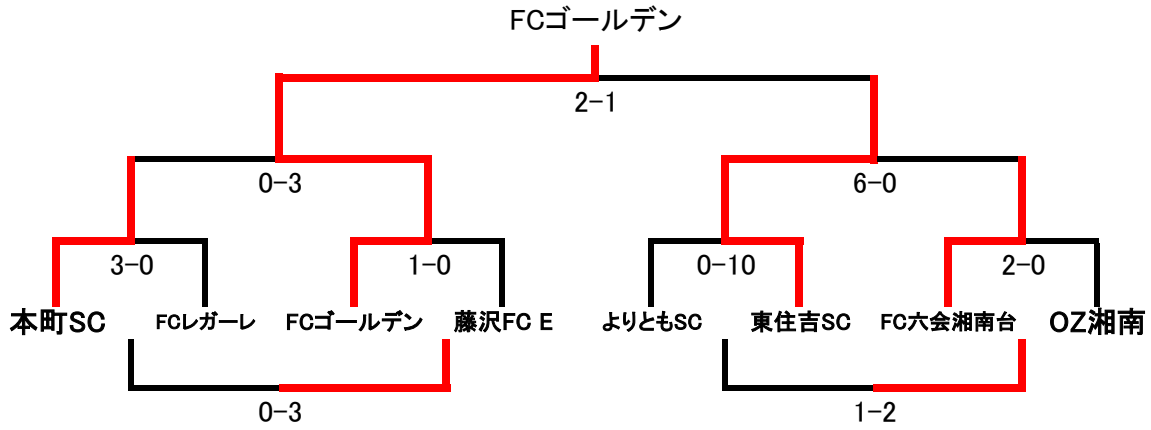 FCゴールデン
2-1
0-3
6-0
3-0
1-0
0-10
2-0
本町SC
FCレガーレ
FCゴールデン
藤沢FC E
よりともSC
東住吉SC
FC六会湘南台
OZ湘南
0-3
1-2